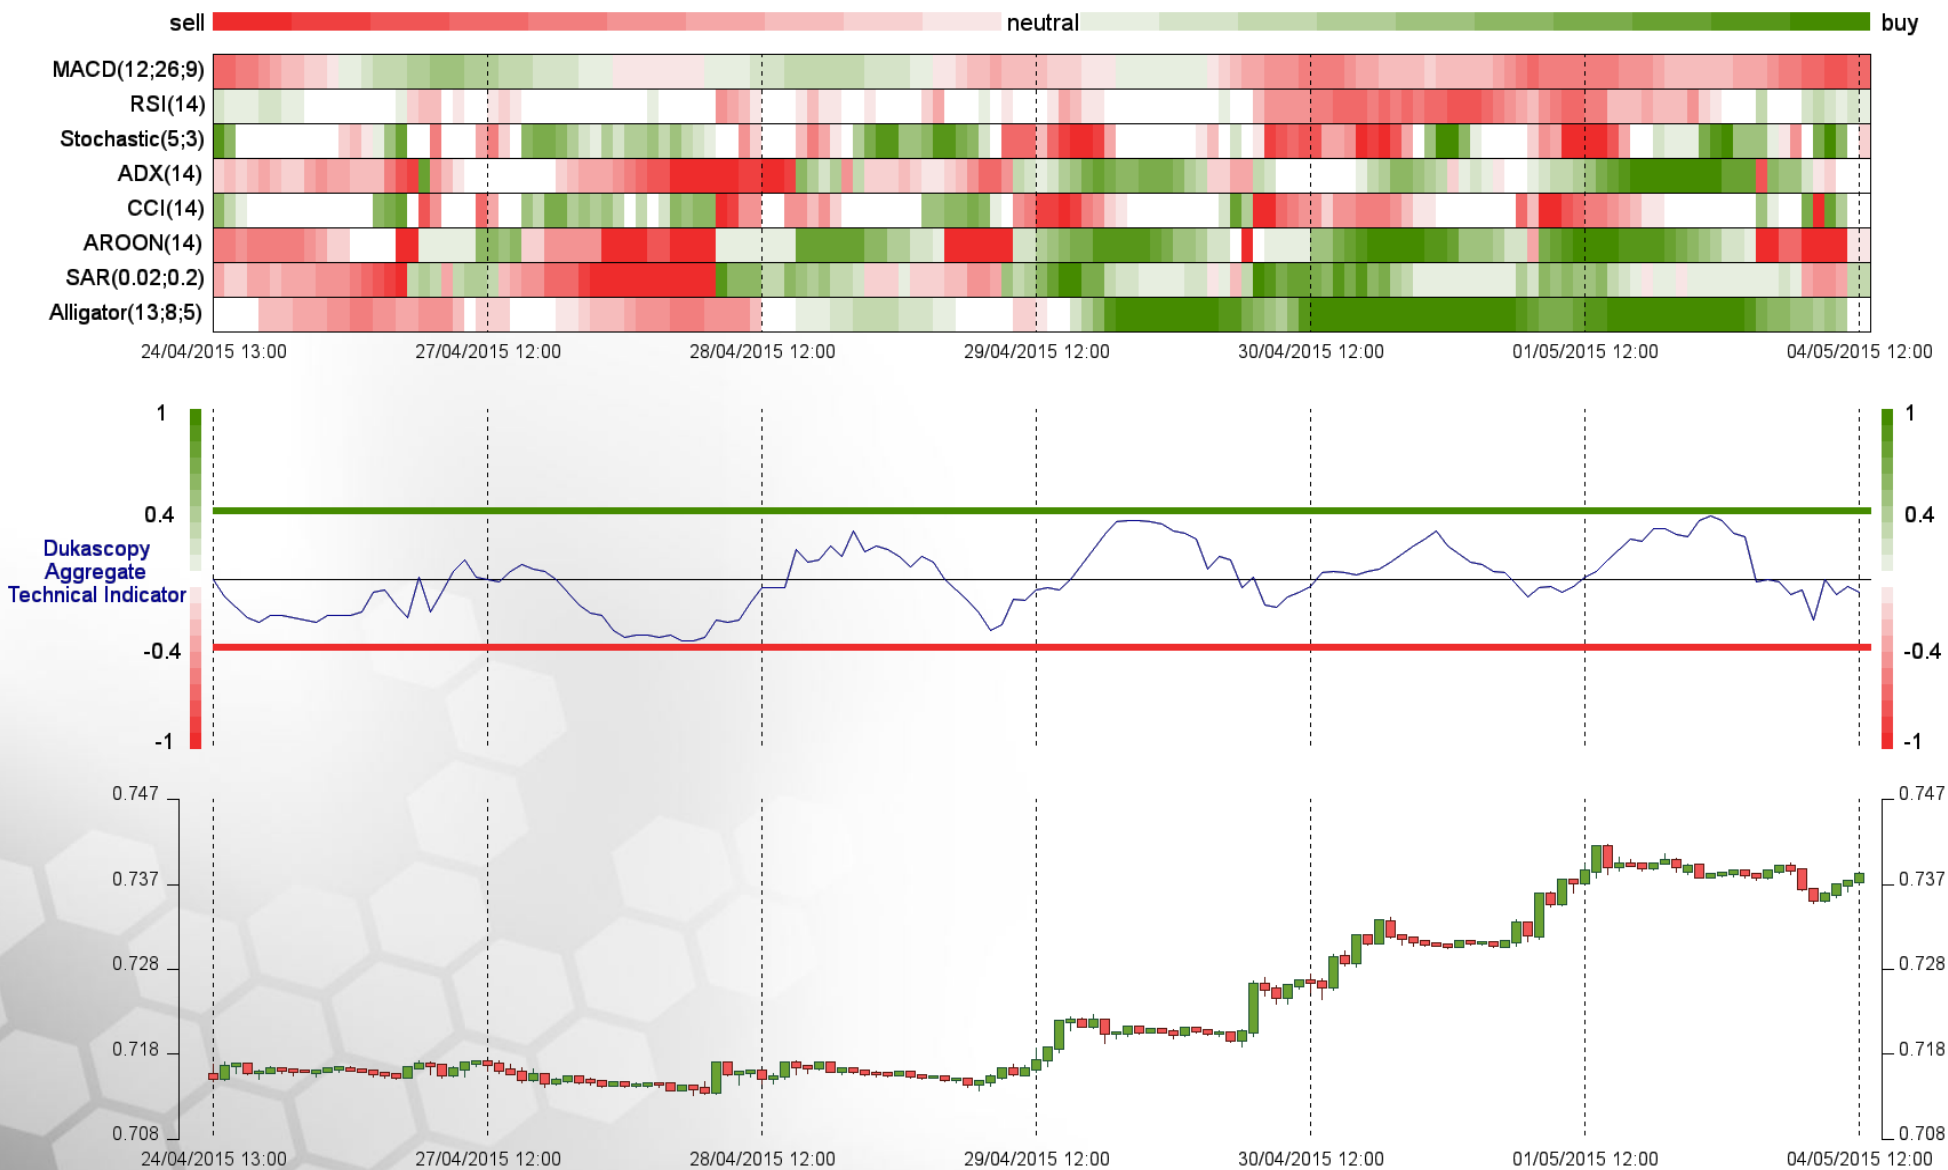 sell neutral buy
MACD(12;26;9)
RSI(14)
Stochastic(5;3)
ADX(14)
CCI(14)
AROON(14)
SAR(0.02;0.2)
Alligator(13;8;5)
24/04/2015 13:00 27/04/2015 12:00 28/04/2015 12:00 29/04/2015 12:00 30/04/2015 12:00 01/05/2015 12:00 04/05/2015 12:00
1 1
0.4 0.4
Dukascopy
Aggregate
Technical Indicator
-0.4 -0.4
-1 -1
0.747 0.747
0.737 0.737
0.728 0.728
0.718 0.718
0.708 0.708
24/04/2015 13:00 27/04/2015 12:00 28/04/2015 12:00 29/04/2015 12:00 30/04/2015 12:00 01/05/2015 12:00 04/05/2015 12:00